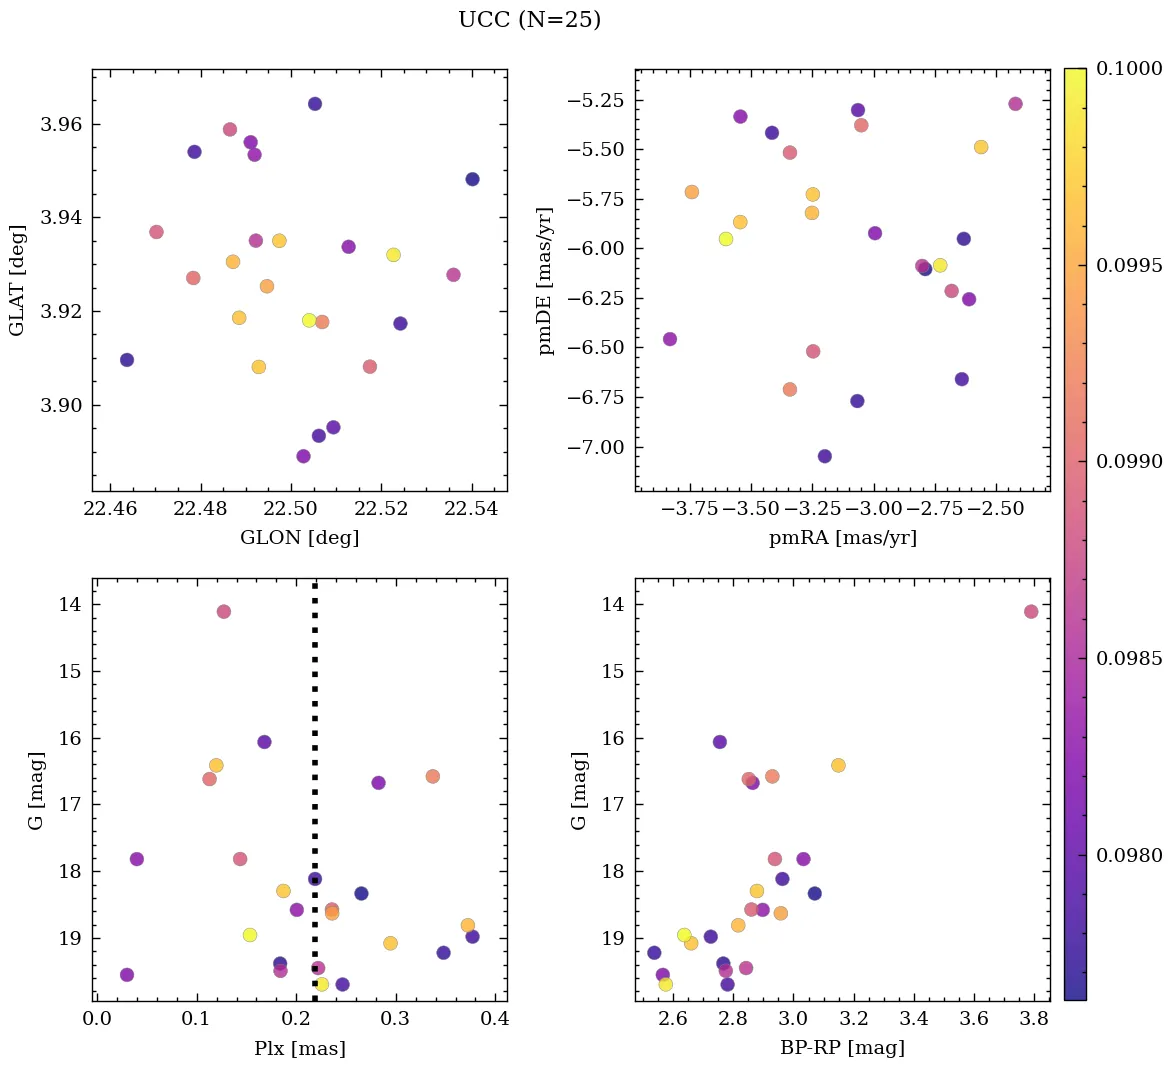 UCC (N=25)
3.96
3.94
3.92
3.90
GLAT [deg]
22.46 22.48 22.50 22.52 22.54
GLON [deg]
−5.25
−5.50
−5.75
−6.00
−6.25
−6.50
−6.75
−7.00
pmDE [mas/yr]
−3.75 −3.50 −3.25 −3.00 −2.75 −2.50
pmRA [mas/yr]
0.1000
0.0995
0.0990
0.0985
0.0980
14
15
16
17
18
19
G [mag]
0.0 0.1 0.2 0.3 0.4
Plx [mas]
14
15
16
17
18
19
G [mag]
2.6 2.8 3.0 3.2 3.4 3.6 3.8
BP-RP [mag]